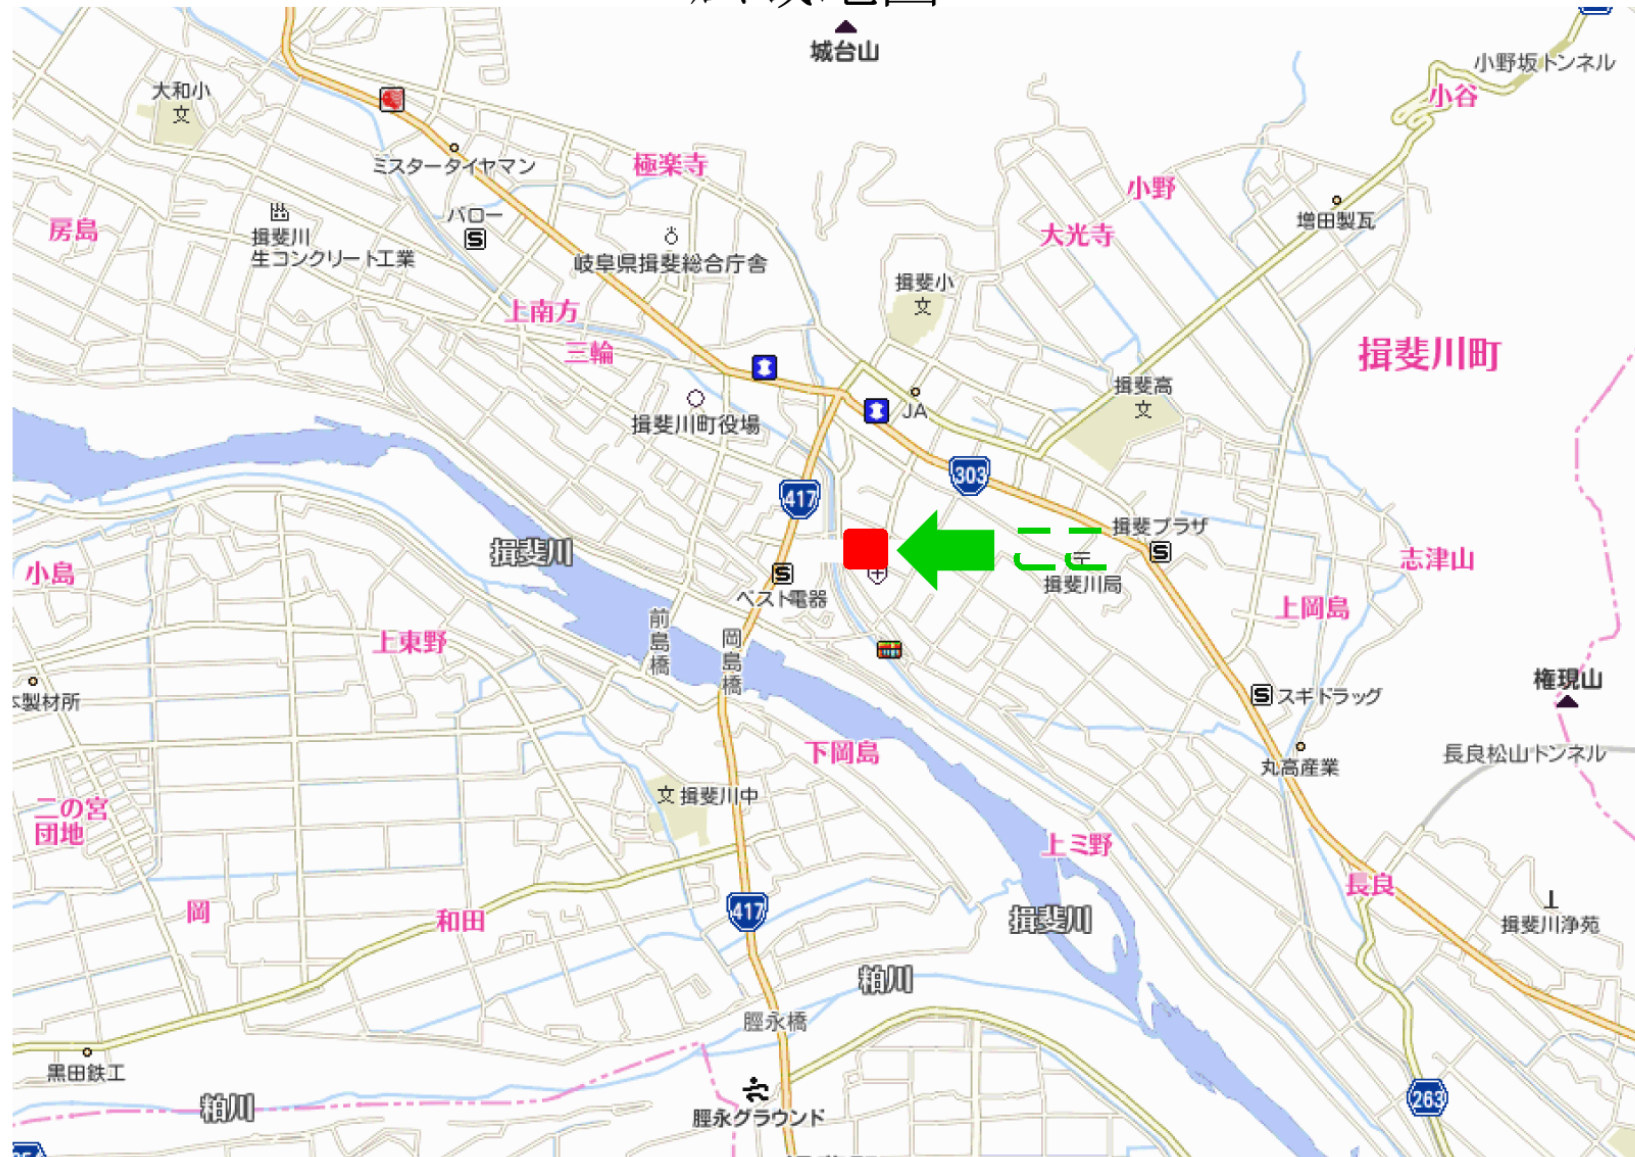 城台山
小野坂トンネル
小谷
大和小
文
ミスタータイヤマン
極楽寺
小野
増田製瓦
大光寺
房島
揖斐川
生コンクリート工業
バロー
S
岐阜県揖斐総合庁舎
揖斐小
文
上南方
三輪
揖斐川町
揖斐川町役場
JA
揖斐高
文
303
417
揖斐プラザ
S
ここ
揖斐川局
志津山
揖斐川
小島
S
ベスト電器
上岡島
前島橋
岡島橋
上東野
本製材所
S
スギドラッグ
権現山
長良松山トンネル
丸高産業
下岡島
文
揖斐川中
二の宮
団地
上ミ野
長良
岡
和田
417
揖斐川
揖斐川浄苑
粕川
脛永橋
黒田鉄工
粕川
脛永グラウンド
263